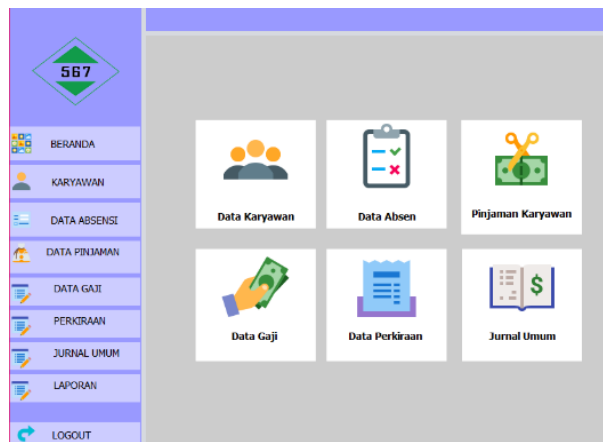 567
BERANDA
KARYAWAN
DATA ABSENSI
DATA PINJAMAN
DATA GAJI
PERKIRAAN
JURNAL UMUM
LAPORAN
LOGOUT
Data Karyawan
Data Absen
Pinjaman Karyawan
Data Gaji
Data Perkiraan
$
Jurnal Umum